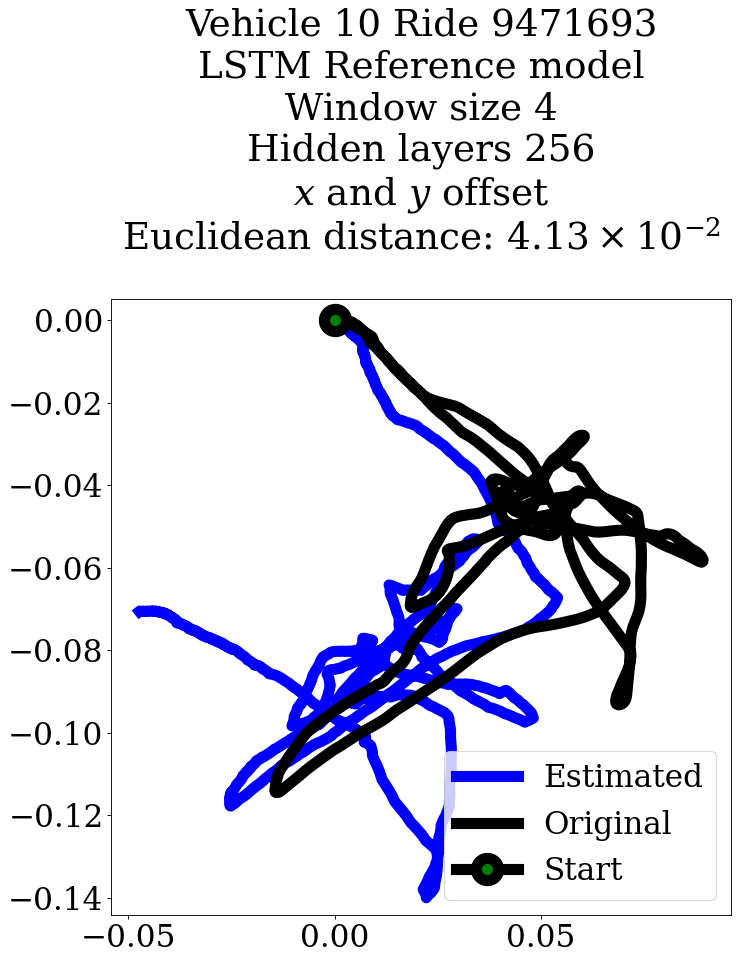 Vehicle 10 Ride 9471693
LSTM Reference model
Window size 4
Hidden layers 256
x and y offset
Euclidean distance: 4.13 × 10⁻²
0.00
−0.02
−0.04
−0.06
−0.08
−0.10
−0.12
−0.14
Estimated
Original
Start
−0.05 0.00 0.05